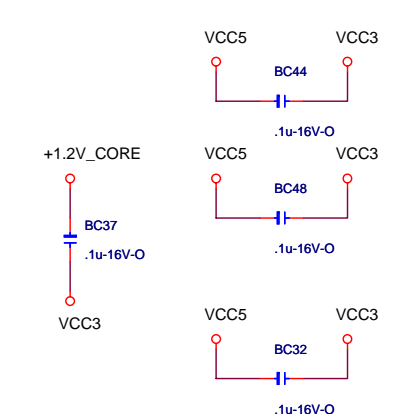 VCC5 VCC3
BC44
.1u-16V-O
+1.2V_CORE VCC5 VCC3
BC48
BC37
.1u-16V-O
.1u-16V-O
VCC5 VCC3
VCC3
BC32
.1u-16V-O